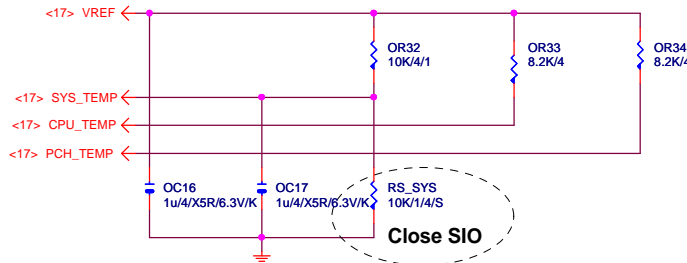 <17> VREF
OR32
10K/4/1
OR33
8.2K/4
OR34
8.2K/4
<17> SYS_TEMP
<17> CPU_TEMP
<17> PCH_TEMP
OC16
1u/4/X5R/6.3V/K
OC17
1u/4/X5R/6.3V/K
RS_SYS
10K/1/4/S
Close SIO